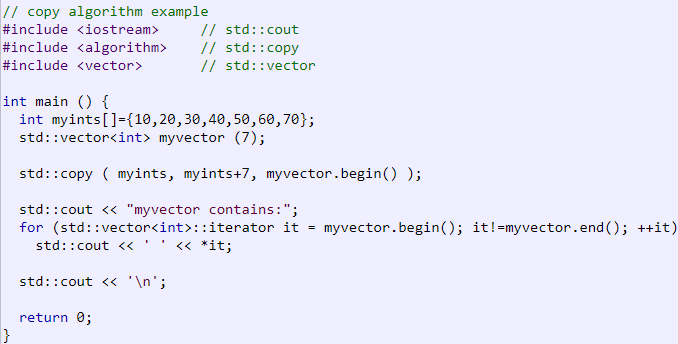 // copy algorithm example
#include <iostream>     // std::cout
#include <algorithm>    // std::copy
#include <vector>       // std::vector

int main () {
  int myints[]={10,20,30,40,50,60,70};
  std::vector<int> myvector (7);

  std::copy ( myints, myints+7, myvector.begin() );

  std::cout << "myvector contains:";
  for (std::vector<int>::iterator it = myvector.begin(); it!=myvector.end(); ++it)
    std::cout << ' ' << *it;

  std::cout << '\n';

  return 0;
}